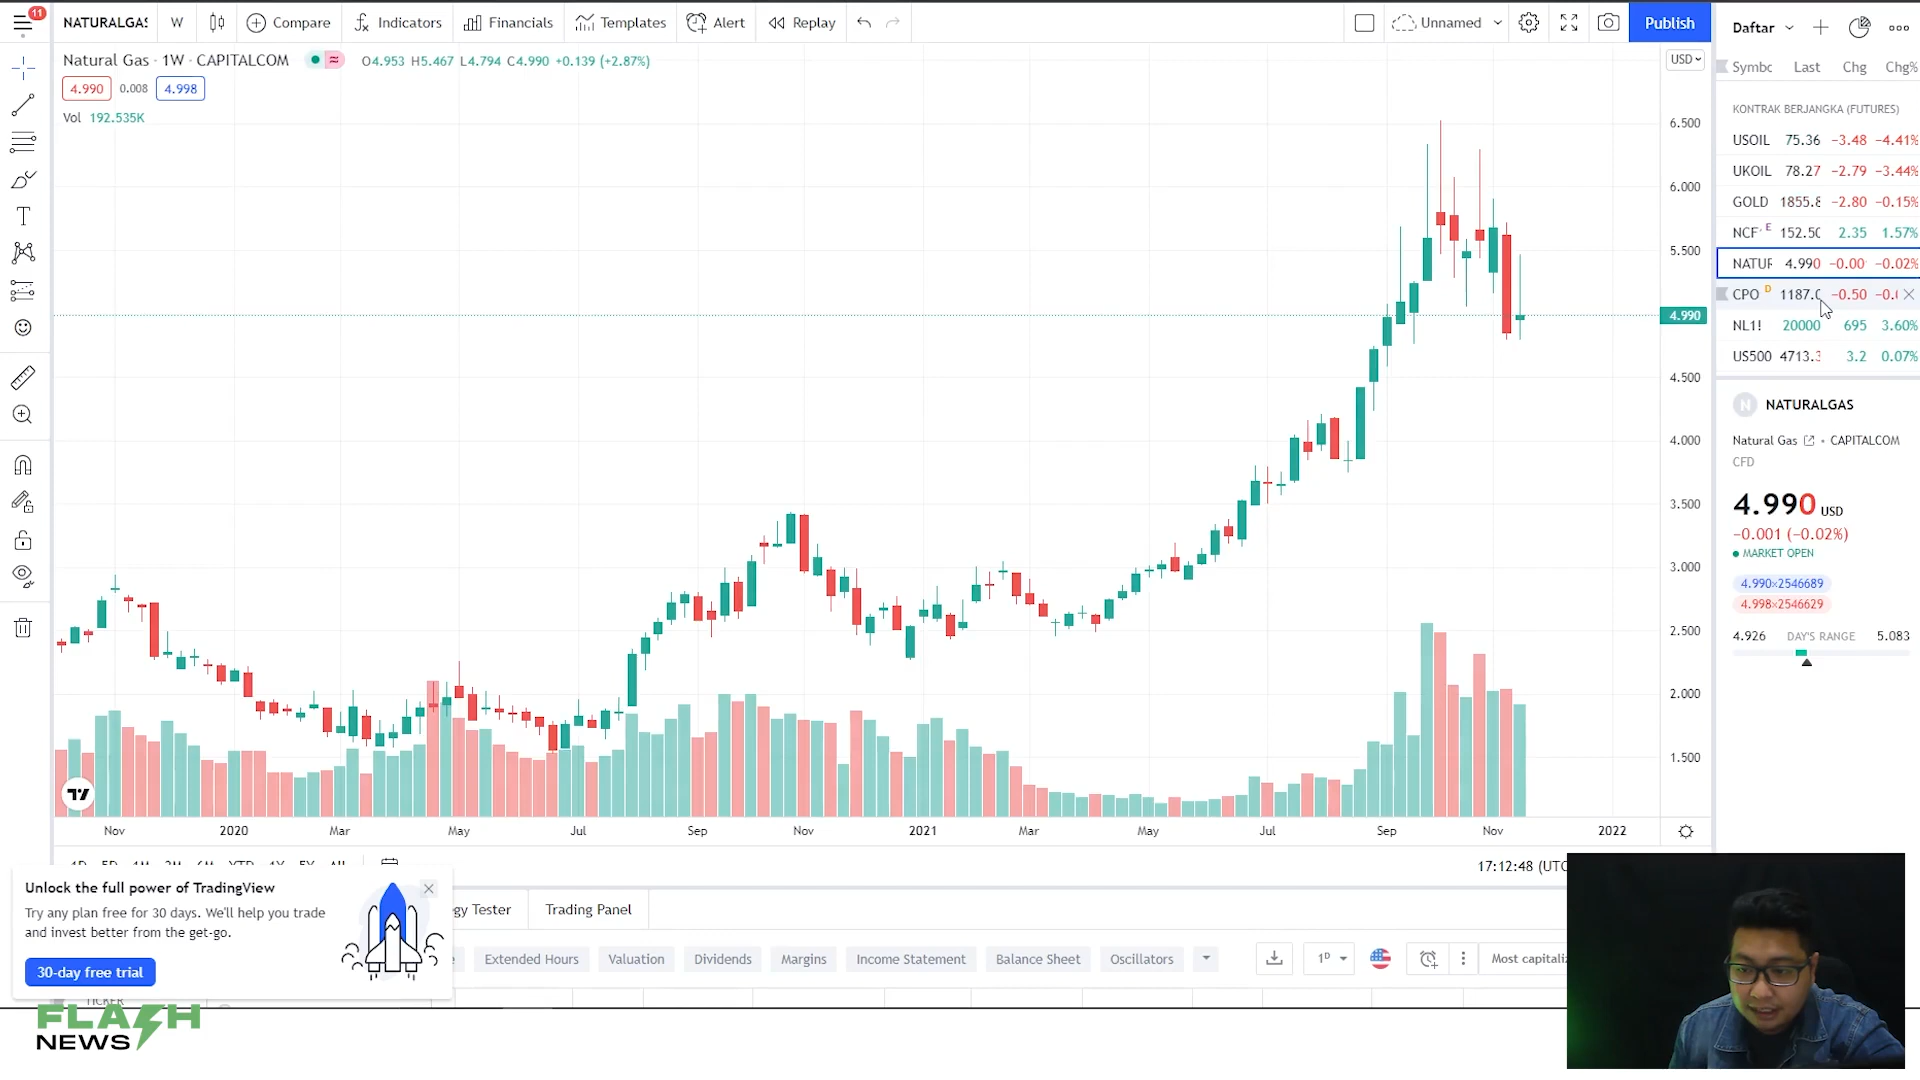 11
NATURALGAS W Compare Indicators Financials Templates Alert Replay Unnamed Publish
Natural Gas · 1W · CAPITALCOM O4.953 H5.467 L4.794 C4.990 +0.139 (+2.87%)
4.990 0.008 4.998
Vol 192.535K
USD
6.500
6.000
5.500
4.990
4.500
4.000
3.500
3.000
2.500
2.000
1.500
Nov 2020 Mar May Jul Sep Nov 2021 Mar May Jul Sep Nov 2022
17:12:48 (UTC
Daftar
Symbc Last Chg Chg%
KONTRAK BERJANGKA (FUTURES)
USOIL 75.36 −3.48 −4.41%
UKOIL 78.27 −2.79 −3.44%
GOLD 1855.8 −2.80 −0.15%
NCF E 152.50 2.35 1.57%
NATUR 4.990 −0.00 −0.02%
CPO D 1187.0 −0.50 −0.
NL1! 20000 695 3.60%
US500 4713.3 3.2 0.07%
N NATURALGAS
Natural Gas • CAPITALCOM
CFD
4.990 USD
−0.001 (−0.02%)
MARKET OPEN
4.990×2546689
4.998×2546629
4.926 DAY'S RANGE 5.083
Unlock the full power of TradingView
Try any plan free for 30 days. We'll help you trade
and invest better from the get-go.
30-day free trial
gy Tester Trading Panel
Extended Hours Valuation Dividends Margins Income Statement Balance Sheet Oscillators 1D Most capitali
TICKER
FLASH
NEWS